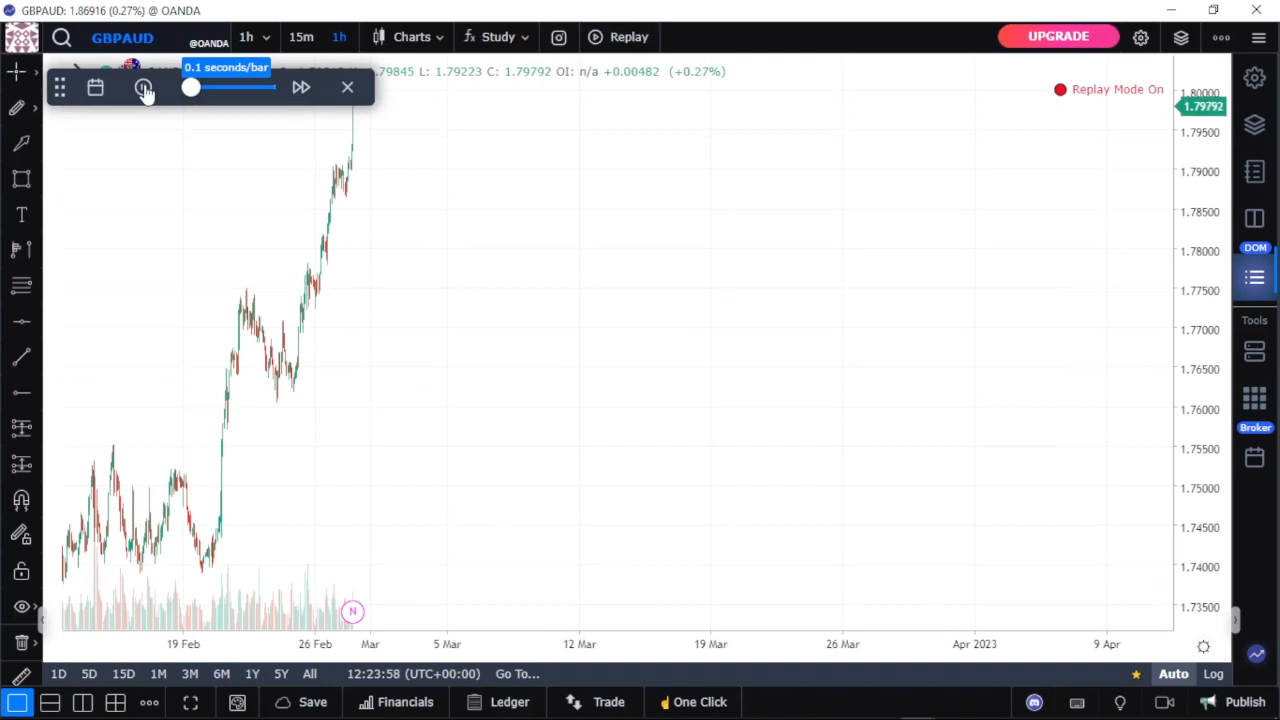 GBPAUD: 1.86916 (0.27%) @ OANDA
GBPAUD @OANDA 1h 15m 1h Charts Study Replay UPGRADE
0.1 seconds/bar
.79845 L: 1.79223 C: 1.79792 OI: n/a +0.00482 (+0.27%)
Replay Mode On
1.80000
1.79792
1.79500
1.79000
1.78500
1.78000
1.77500
1.77000
1.76500
1.76000
1.75500
1.75000
1.74500
1.74000
1.73500
DOM
Tools
Broker
N
19 Feb 26 Feb Mar 5 Mar 12 Mar 19 Mar 26 Mar Apr 2023 9 Apr
1D 5D 15D 1M 3M 6M 1Y 5Y All 12:23:58 (UTC+00:00) Go To... Auto Log
Save Financials Ledger Trade One Click Publish